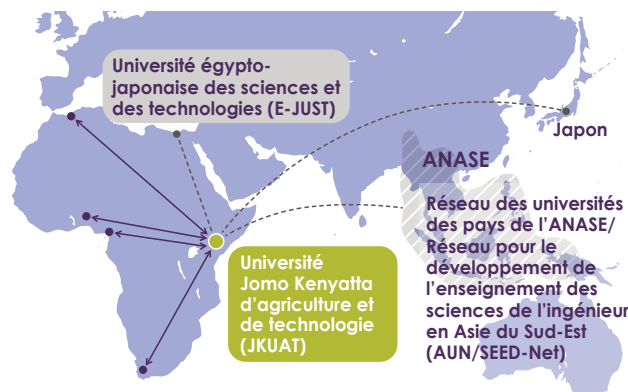 Université égypto-
japonaise des sciences et
des technologies (E-JUST)
Japon
ANASE
Réseau des universités
des pays de l'ANASE/
Réseau pour le
développement de
l'enseignement des
sciences de l'ingénieur
en Asie du Sud-Est
(AUN/SEED-Net)
Université
Jomo Kenyatta
d'agriculture et
de technologie
(JKUAT)